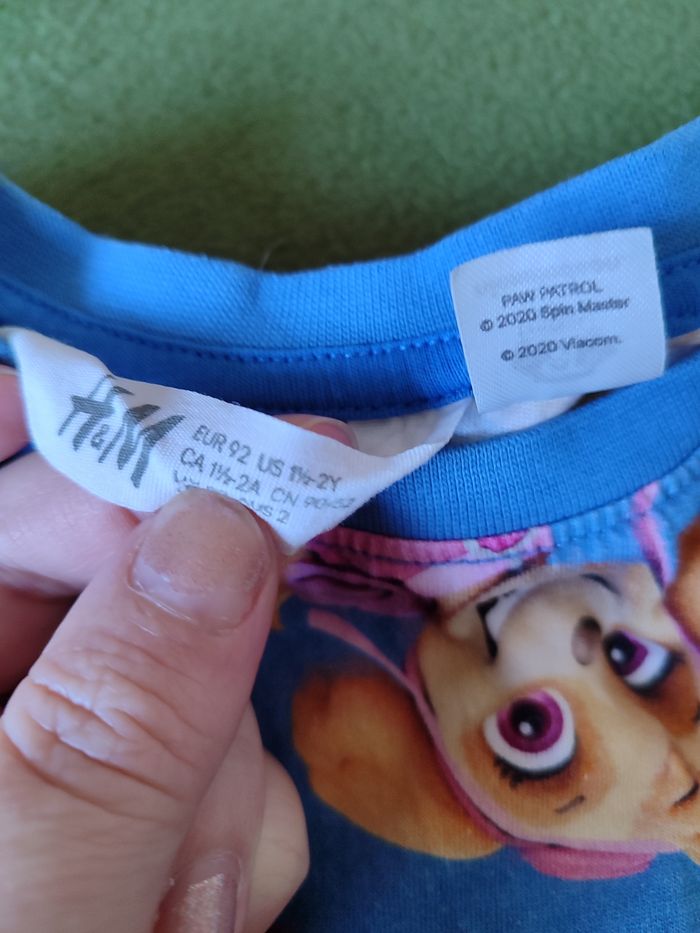 H&M
EUR 92 US 1½-2Y
CA 1½-2A CN 90/52
2
PAW PATROL
© 2020 Spin Master
© 2020 Viacom.